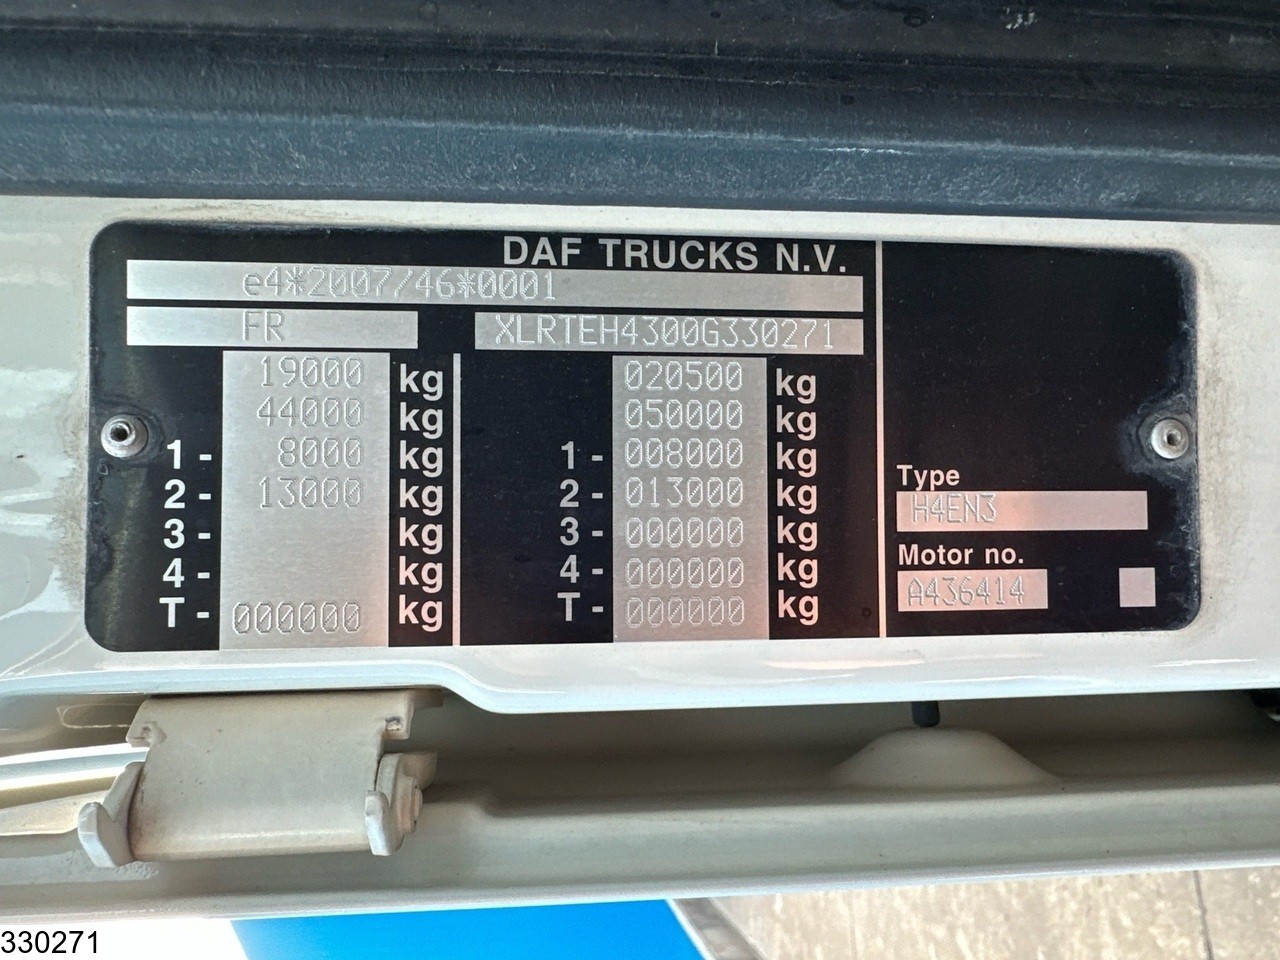 DAF TRUCKS N.V.
e4*2007/46*0001
FR XLRTEH4300G330271
19000 kg 020500 kg
44000 kg 050000 kg
1- 8000 kg 1- 008000 kg
2- 13000 kg 2- 013000 kg
3- kg 3- 000000 kg
4- kg 4- 000000 kg
T- 000000 kg T- 000000 kg
Type
H4EN3
Motor no.
A436414
330271